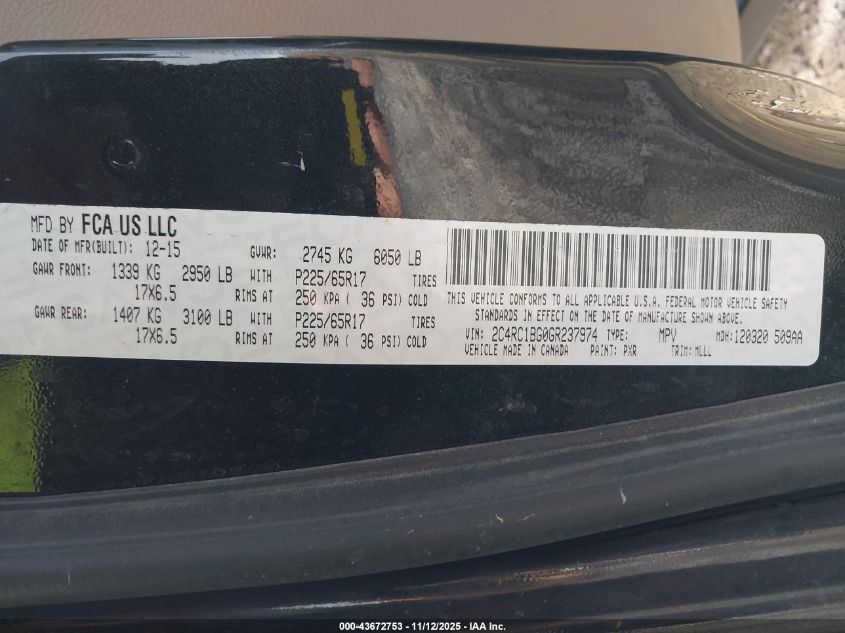 MFD BY FCA US LLC
DATE OF MFR(BUILT): 12-15 GVWR: 2745 KG 6050 LB
GAWR FRONT: 1339 KG 2950 LB WITH P225/65R17 TIRES
17X6.5 RIMS AT 250 KPA ( 36 PSI) COLD
GAWR REAR: 1407 KG 3100 LB WITH P225/65R17 TIRES
17X6.5 RIMS AT 250 KPA ( 36 PSI) COLD
THIS VEHICLE CONFORMS TO ALL APPLICABLE U.S.A. FEDERAL MOTOR VEHICLE SAFETY
STANDARDS IN EFFECT ON THE DATE OF MANUFACTURE SHOWN ABOVE.
VIN: 2C4RC1BG0GR237974 TYPE: MPV MDH: 120320 509AA
VEHICLE MADE IN CANADA PAINT: PXR TRIM: MLLL
000-43672753 - 11/12/2025 - IAA Inc.